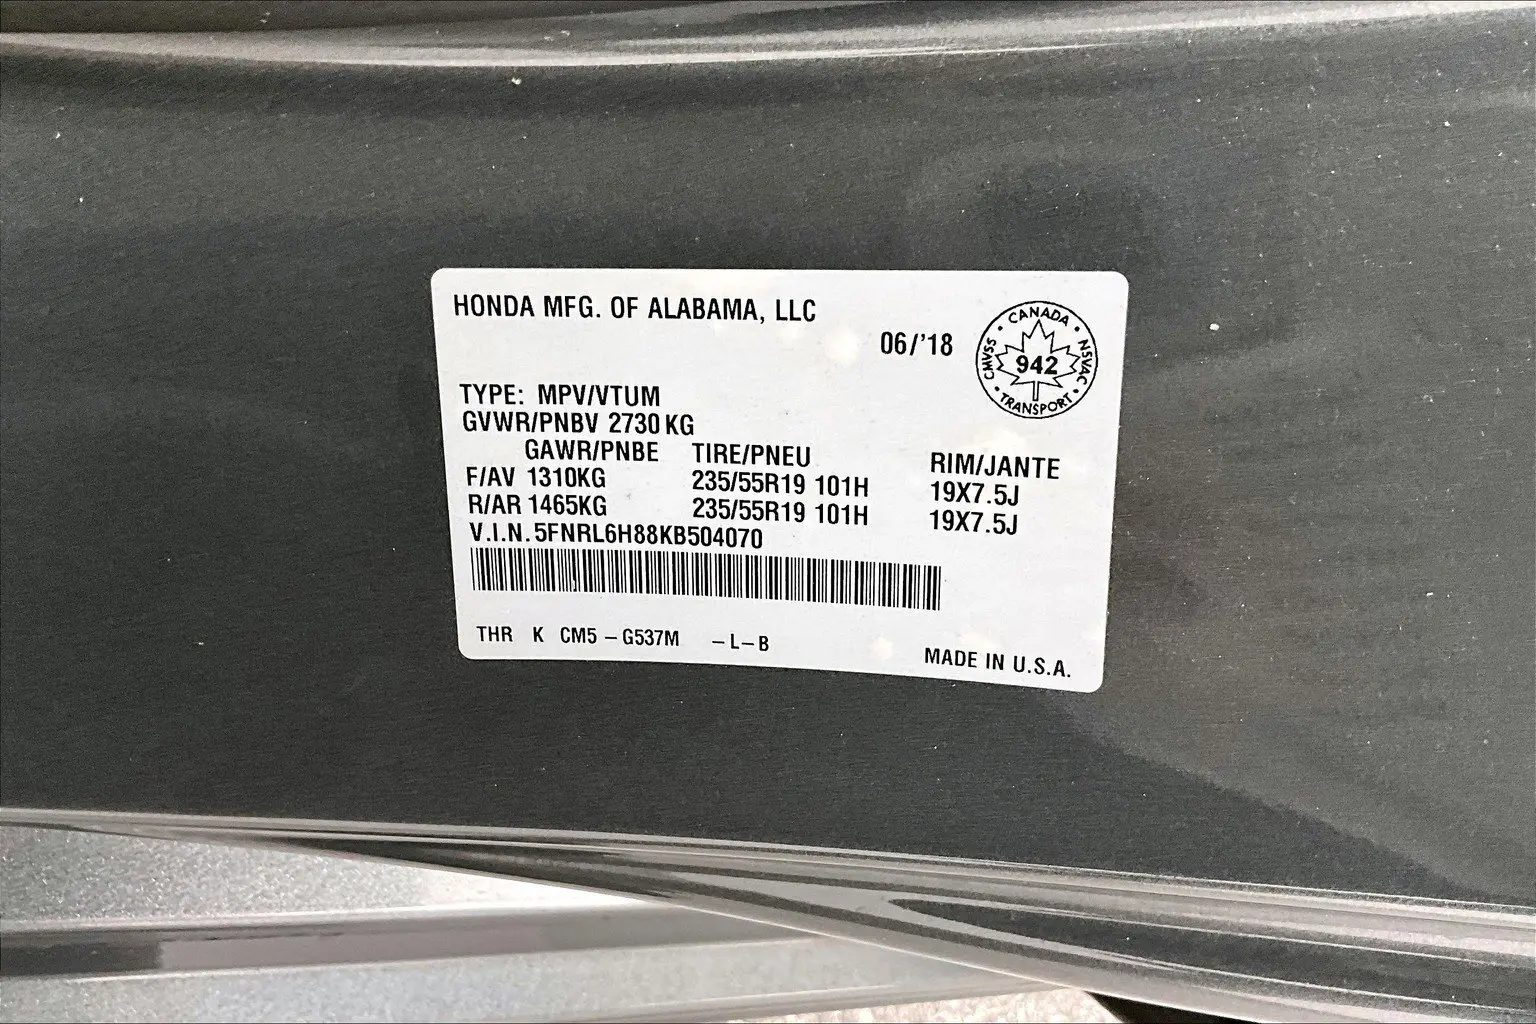 HONDA MFG. OF ALABAMA, LLC
06/'18
CANADA
CMVSS 942 NSVAC
TRANSPORT
TYPE: MPV/VTUM
GVWR/PNBV 2730 KG
GAWR/PNBE TIRE/PNEU RIM/JANTE
F/AV 1310KG 235/55R19 101H 19X7.5J
R/AR 1465KG 235/55R19 101H 19X7.5J
V.I.N. 5FNRL6H88KB504070
THR K CM5 – G537M – L – B
MADE IN U.S.A.